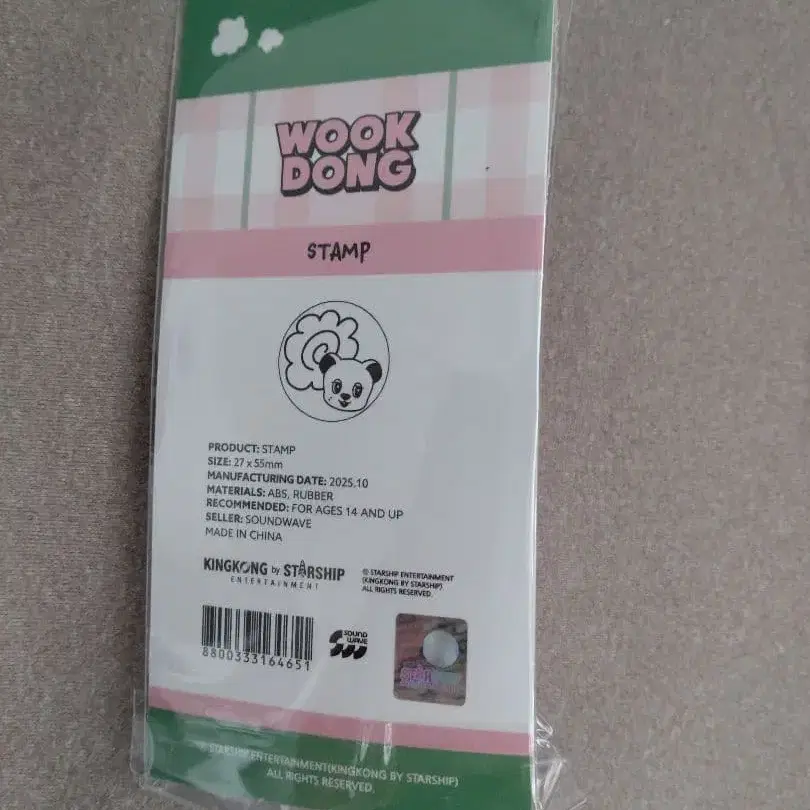 WOOK
DONG
STAMP
PRODUCT: STAMP
SIZE: 27 x 55mm
MANUFACTURING DATE: 2025.10
MATERIALS: ABS, RUBBER
RECOMMENDED: FOR AGES 14 AND UP
SELLER: SOUNDWAVE
MADE IN CHINA
KINGKONG by STARSHIP
ENTERTAINMENT
© STARSHIP ENTERTAINMENT
(KINGKONG BY STARSHIP)
ALL RIGHTS RESERVED.
SOUND
WAVE
8800333164651
© STARSHIP ENTERTAINMENT(KINGKONG BY STARSHIP)
ALL RIGHTS RESERVED.